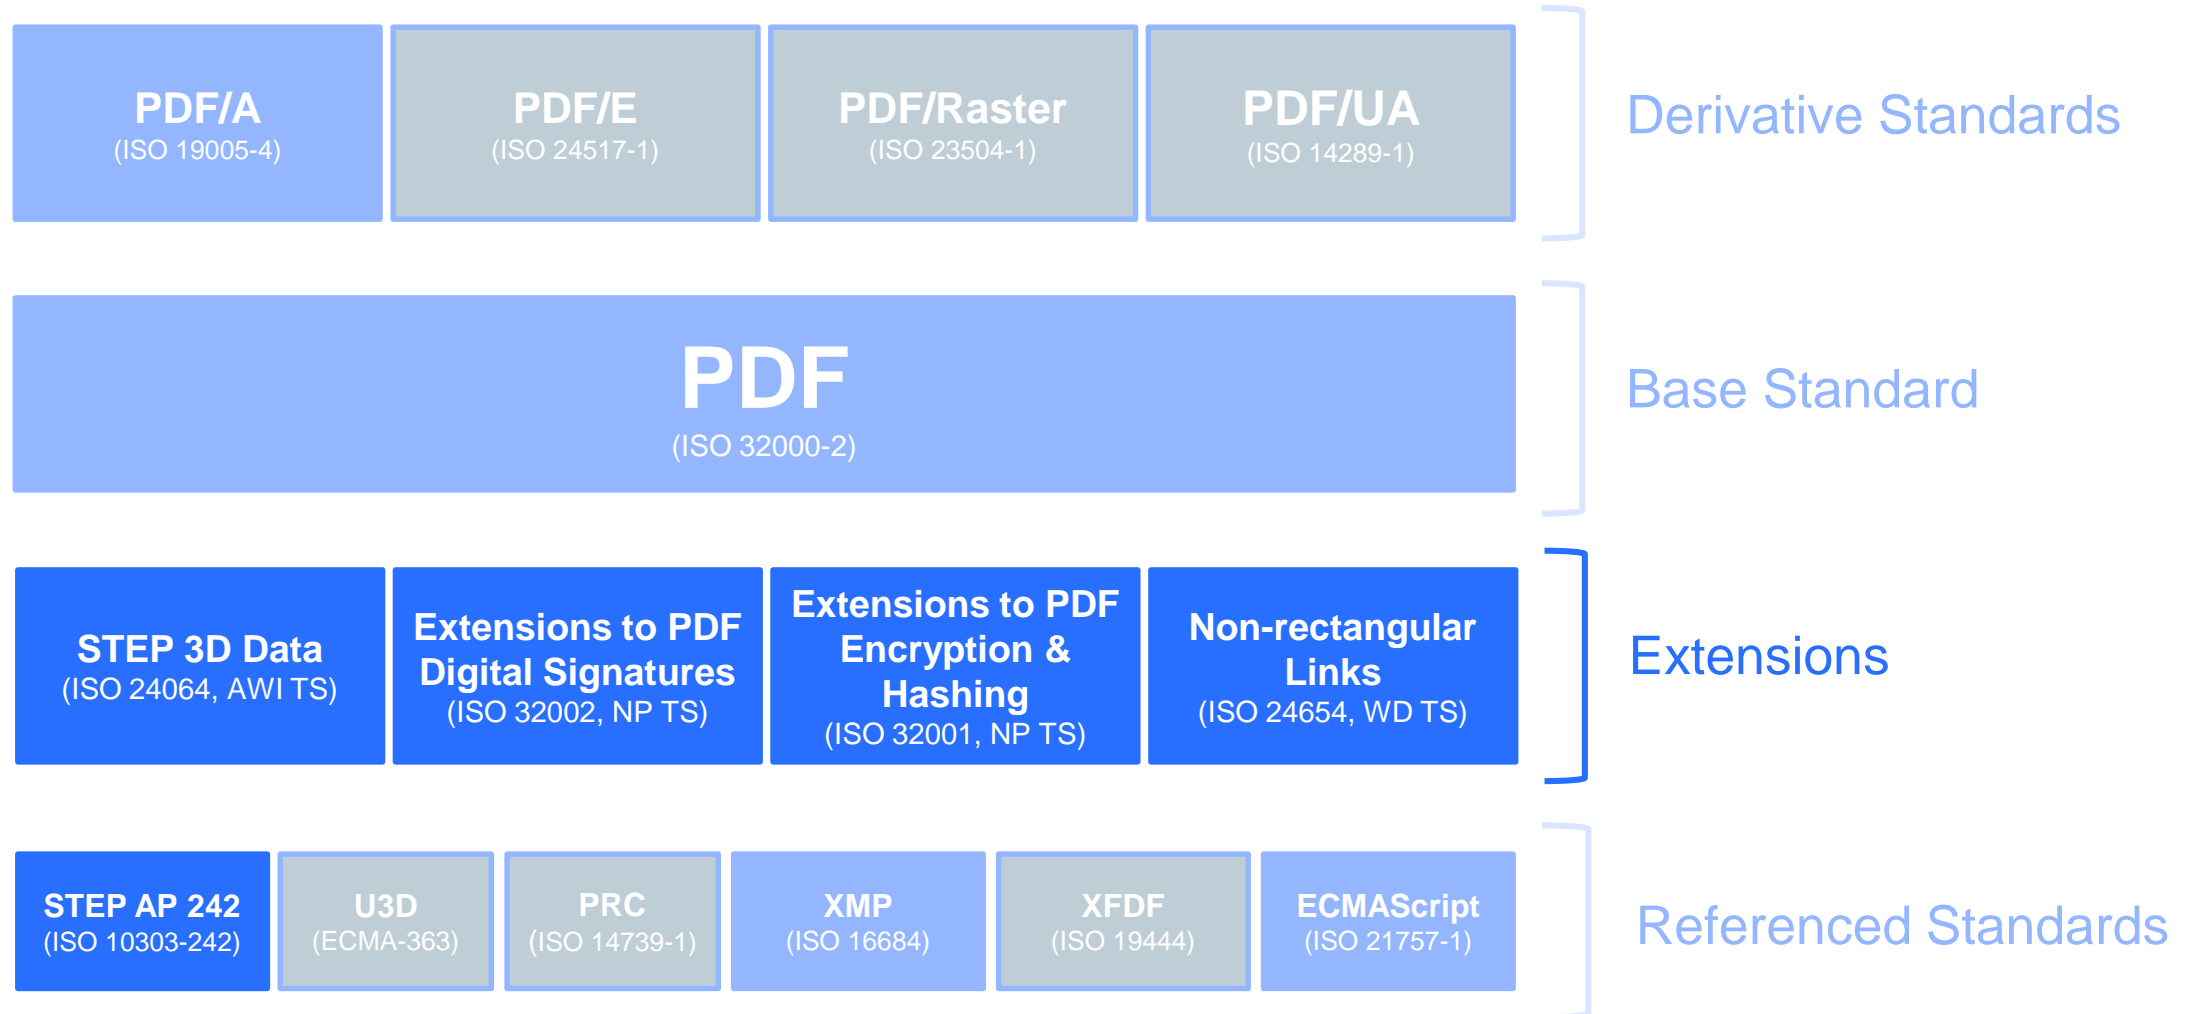 PDF/A
(ISO 19005-4)
PDF/E
(ISO 24517-1)
PDF/Raster
(ISO 23504-1)
PDF/UA
(ISO 14289-1)
Derivative Standards
PDF
(ISO 32000-2)
Base Standard
STEP 3D Data
(ISO 24064, AWI TS)
Extensions to PDF
Digital Signatures
(ISO 32002, NP TS)
Extensions to PDF
Encryption &
Hashing
(ISO 32001, NP TS)
Non-rectangular
Links
(ISO 24654, WD TS)
Extensions
STEP AP 242
(ISO 10303-242)
U3D
(ECMA-363)
PRC
(ISO 14739-1)
XMP
(ISO 16684)
XFDF
(ISO 19444)
ECMAScript
(ISO 21757-1)
Referenced Standards